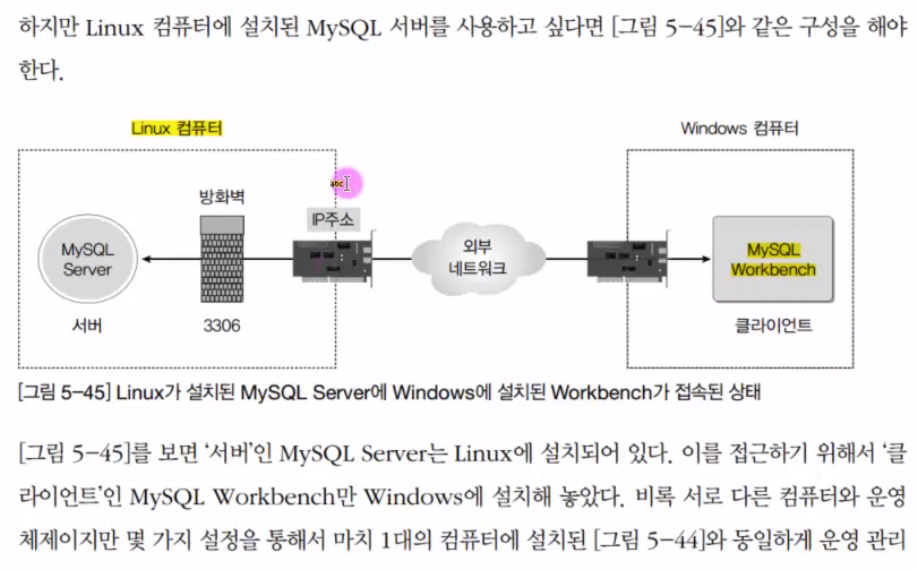 하지만 Linux 컴퓨터에 설치된 MySQL 서버를 사용하고 싶다면 [그림 5-45]와 같은 구성을 해야
한다.
Linux 컴퓨터
Windows 컴퓨터
abc
방화벽
IP주소
MySQL
Server
외부
네트워크
MySQL
Workbench
서버
3306
클라이언트
[그림 5-45] Linux가 설치된 MySQL Server에 Windows에 설치된 Workbench가 접속된 상태
[그림 5-45]를 보면 ‘서버’인 MySQL Server는 Linux에 설치되어 있다. 이를 접근하기 위해서 ‘클
라이언트’인 MySQL Workbench만 Windows에 설치해 놓았다. 비록 서로 다른 컴퓨터와 운영
체제이지만 몇 가지 설정을 통해서 마치 1대의 컴퓨터에 설치된 [그림 5-44]와 동일하게 운영 관리